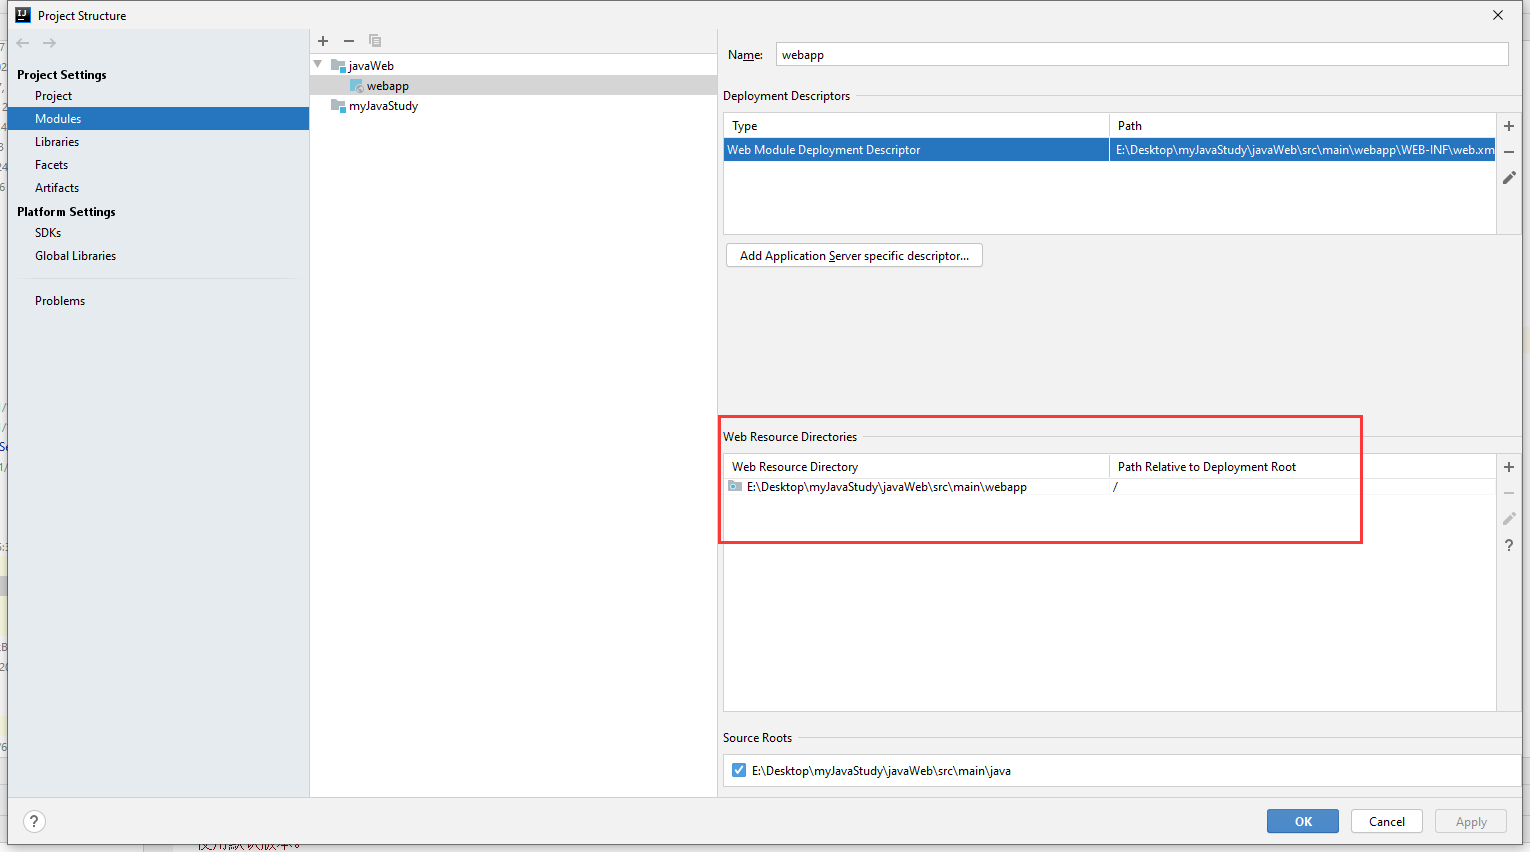 Project Structure
Project Settings
Project
Modules
Libraries
Facets
Artifacts
Platform Settings
SDKs
Global Libraries
Problems
javaWeb
webapp
myJavaStudy
Name: webapp
Deployment Descriptors
Type Path
Web Module Deployment Descriptor E:\Desktop\myJavaStudy\javaWeb\src\main\webapp\WEB-INF\web.xm
Add Application Server specific descriptor...
Web Resource Directories
Web Resource Directory Path Relative to Deployment Root
E:\Desktop\myJavaStudy\javaWeb\src\main\webapp /
Source Roots
E:\Desktop\myJavaStudy\javaWeb\src\main\java
? OK Cancel Apply